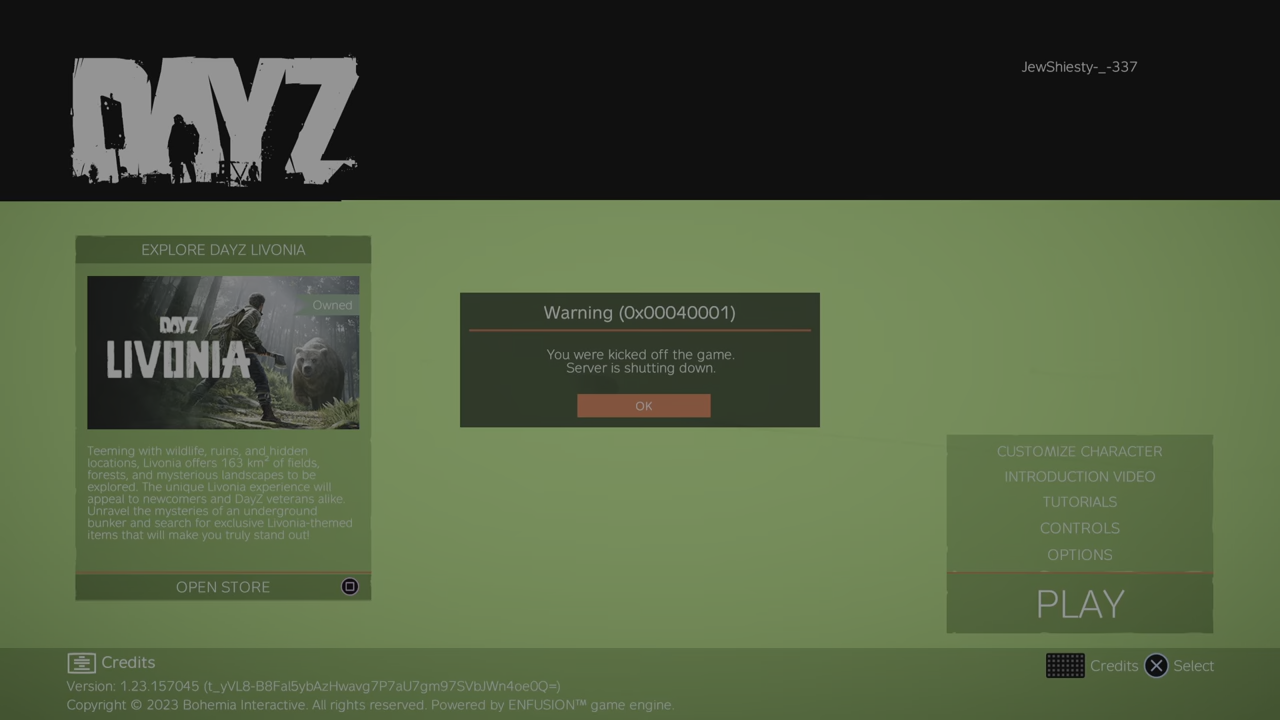 DAYZ
JewShiesty-_-337
EXPLORE DAYZ LIVONIA
Owned
DAYZ
LIVONIA
Teeming with wildlife, ruins, and hidden
locations, Livonia offers 163 km² of fields,
forests, and mysterious landscapes to be
explored. The unique Livonia experience will
appeal to newcomers and DayZ veterans alike.
Unravel the mysteries of an underground
bunker and search for exclusive Livonia-themed
items that will make you truly stand out!
OPEN STORE
Warning (0x00040001)
You were kicked off the game.
Server is shutting down.
OK
CUSTOMIZE CHARACTER
INTRODUCTION VIDEO
TUTORIALS
CONTROLS
OPTIONS
PLAY
Credits
Credits Select
Version: 1.23.157045 (t_yVL8-B8Fal5ybAzHwavg7P7aU7gm97SVbJWn4oe0Q=)
Copyright © 2023 Bohemia Interactive. All rights reserved. Powered by ENFUSION™ game engine.